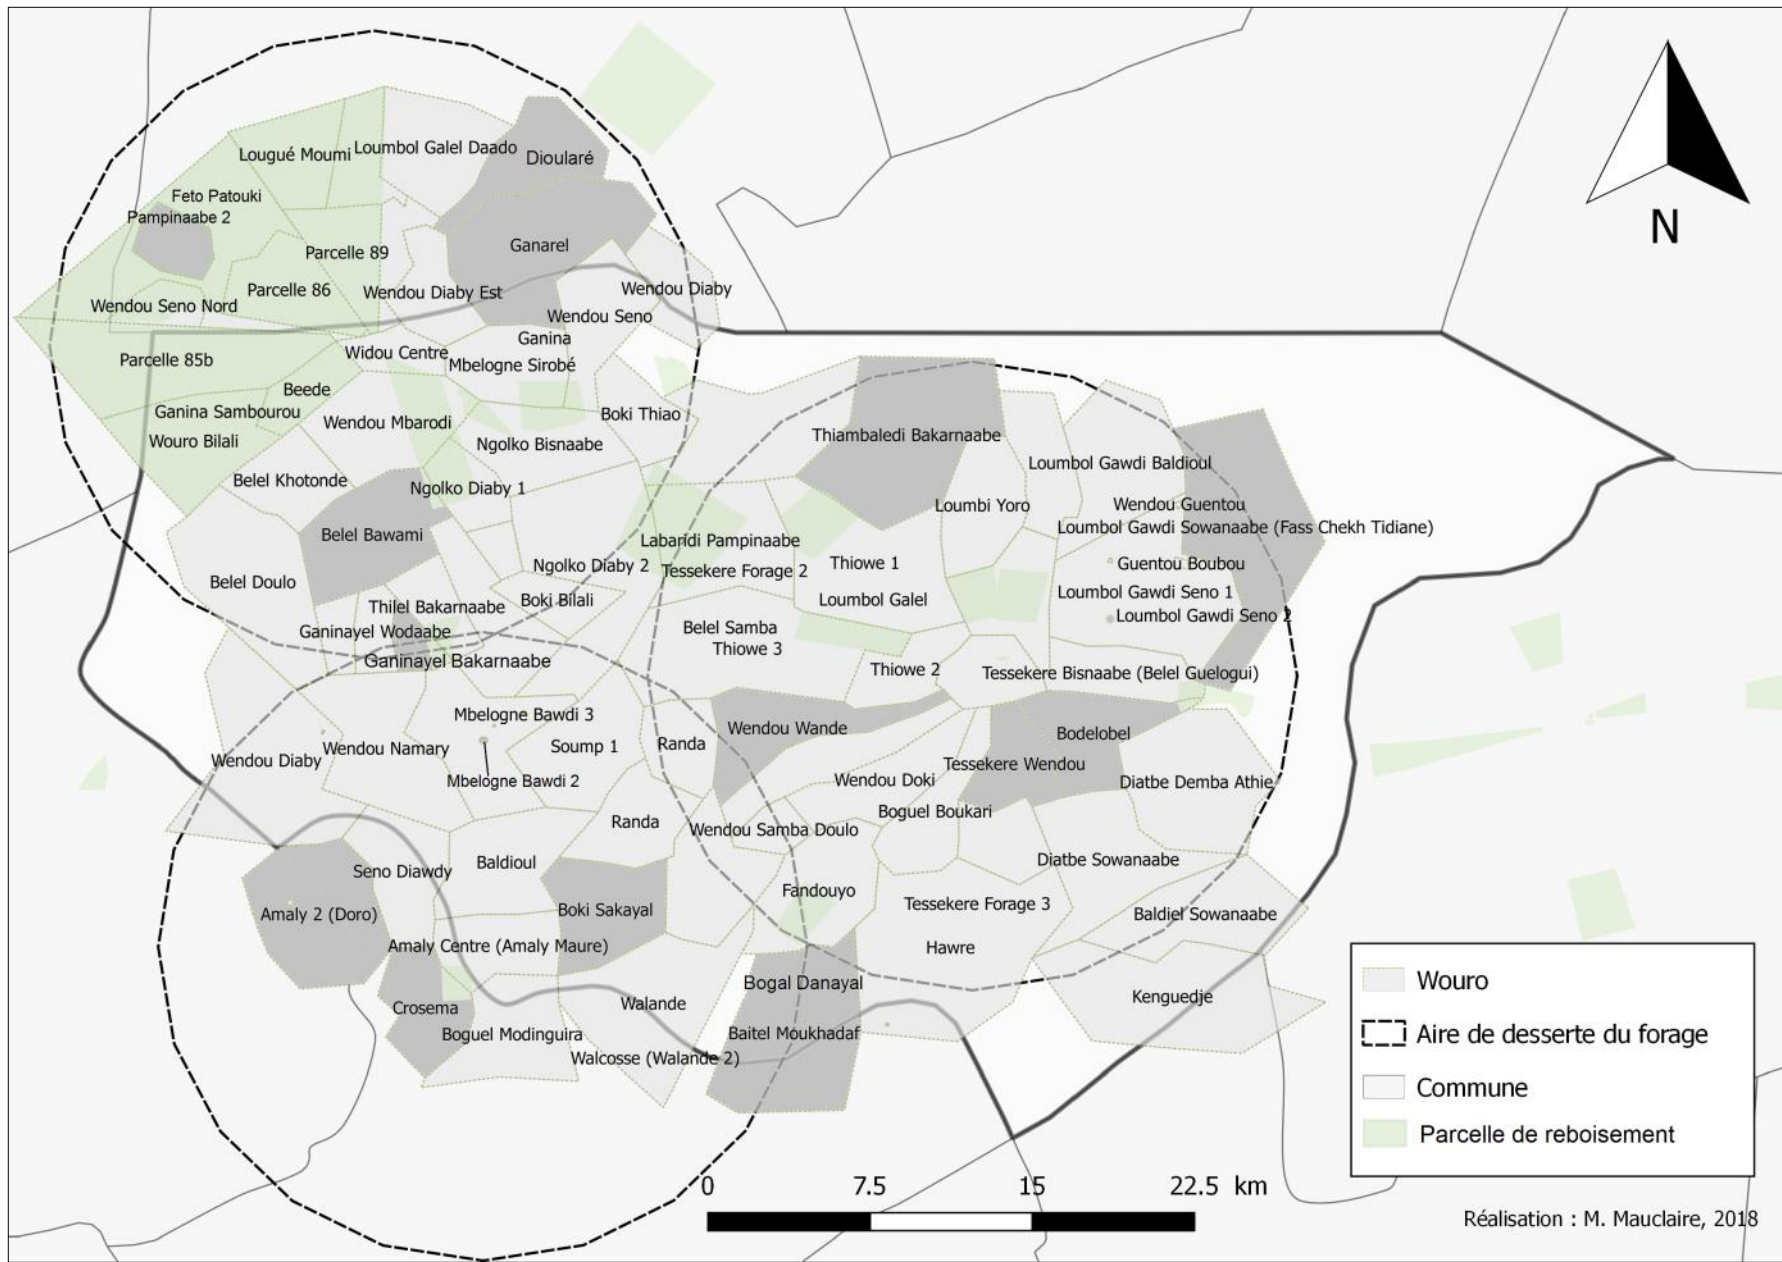 Lougué Moumi
Loumbol Galel Daado
Dioularé
Feto Patouki
Pampinaabe 2
N
Parcelle 89
Ganarel
Parcelle 86
Wendou Diaby Est
Wendou Diaby
Wendou Seno Nord
Wendou Seno
Ganina
Parcelle 85b
Widou Centre
Mbelogne Sirobé
Beede
Ganina Sambourou
Wendou Mbarodi
Boki Thiao
Wouro Bilali
Ngolko Bisnaabe
Thiambaledi Bakarnaabe
Belel Khotonde
Ngolko Diaby 1
Loumbol Gawdi Baldioul
Loumbi Yoro
Wendou Guentou
Belel Bawami
Labaridi Pampinaabe
Loumbol Gawdi Sowanaabe (Fass Chekh Tidiane)
Ngolko Diaby 2
Tessekere Forage 2
Thiowe 1
Guentou Boubou
Belel Doulo
Thilel Bakarnaabe
Boki Bilali
Loumbol Galel
Loumbol Gawdi Seno 1
Loumbol Gawdi Seno 2
Ganinayel Wodaabe
Belel Samba
Thiowe 3
Ganinayel Bakarnaabe
Thiowe 2
Tessekere Bisnaabe (Belel Guelogui)
Mbelogne Bawdi 3
Wendou Wande
Wendou Namary
Soump 1
Randa
Bodelobel
Wendou Diaby
Mbelogne Bawdi 2
Wendou Doki
Tessekere Wendou
Diatbe Demba Athie
Randa
Wendou Samba Doulo
Boguel Boukari
Seno Diawdy
Baldioul
Diatbe Sowanaabe
Fandouyo
Amaly 2 (Doro)
Boki Sakayal
Tessekere Forage 3
Baldiel Sowanaabe
Amaly Centre (Amaly Maure)
Hawre
Crosema
Walande
Bogal Danayal
Kenguedje
Boguel Modinguira
Baitel Moukhadaf
Walcosse (Walande 2)
Wouro
Aire de desserte du forage
Commune
Parcelle de reboisement
0 7.5 15 22.5 km
Réalisation : M. Mauclaire, 2018